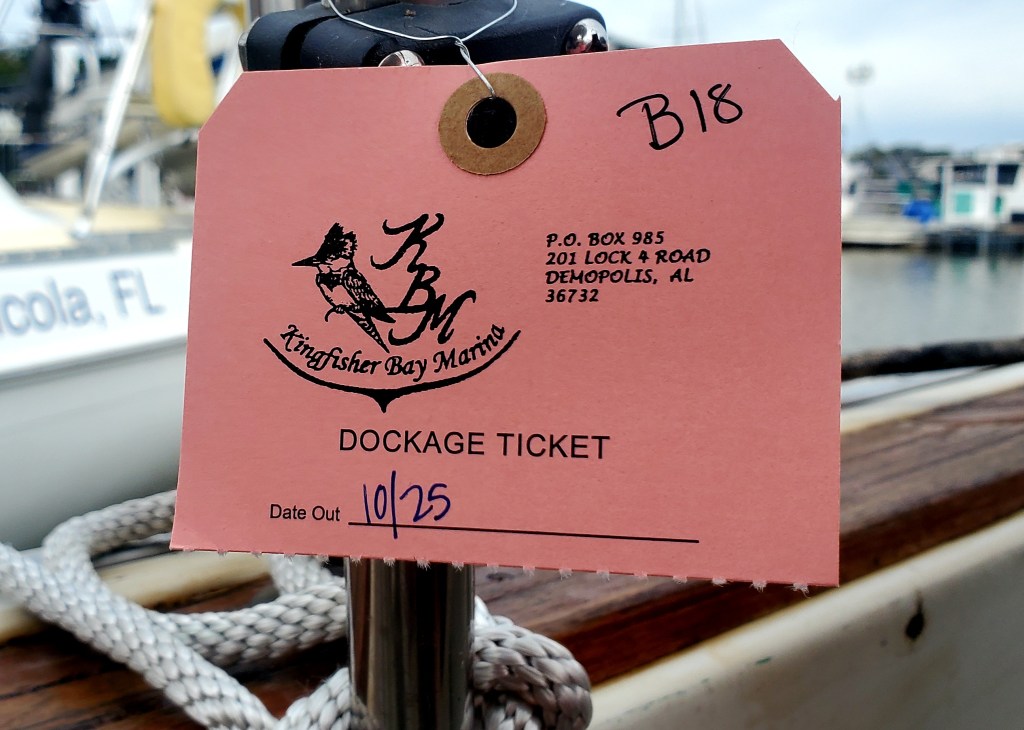 B18
P.O. BOX 985
201 LOCK 4 ROAD
DEMOPOLIS, AL
36732
KBM
Kingfisher Bay Marina
DOCKAGE TICKET
Date Out 10/25
cola, FL